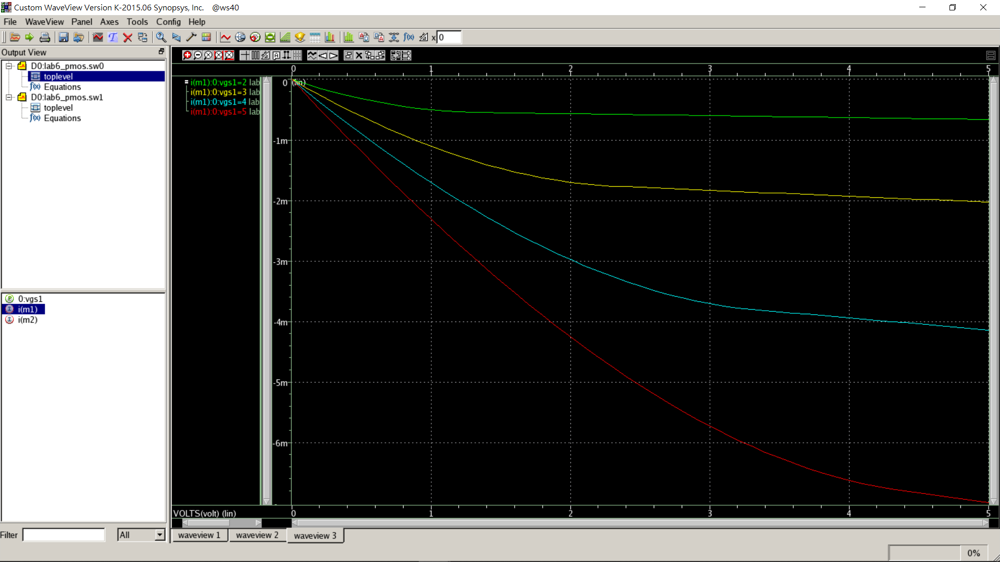 Custom WaveView Version K-2015.06 Synopsys, Inc. @ws40
File WaveView Panel Axes Tools Config Help
x 0
Output View
D0:lab6_pmos.sw0
toplevel
f(x) Equations
D0:lab6_pmos.sw1
toplevel
f(x) Equations
0:vgs1
i(m1)
i(m2)
Filter All
0 1 2 3 4 5
i(m1):0:vgs1=2 lab
i(m1):0:vgs1=3 lab
i(m1):0:vgs1=4 lab
i(m1):0:vgs1=5 lab
0 (lin)
-1m
-2m
-3m
-4m
-5m
-6m
VOLTS(volt) (lin) 0 1 2 3 4 5
waveview 1 waveview 2 waveview 3
0%